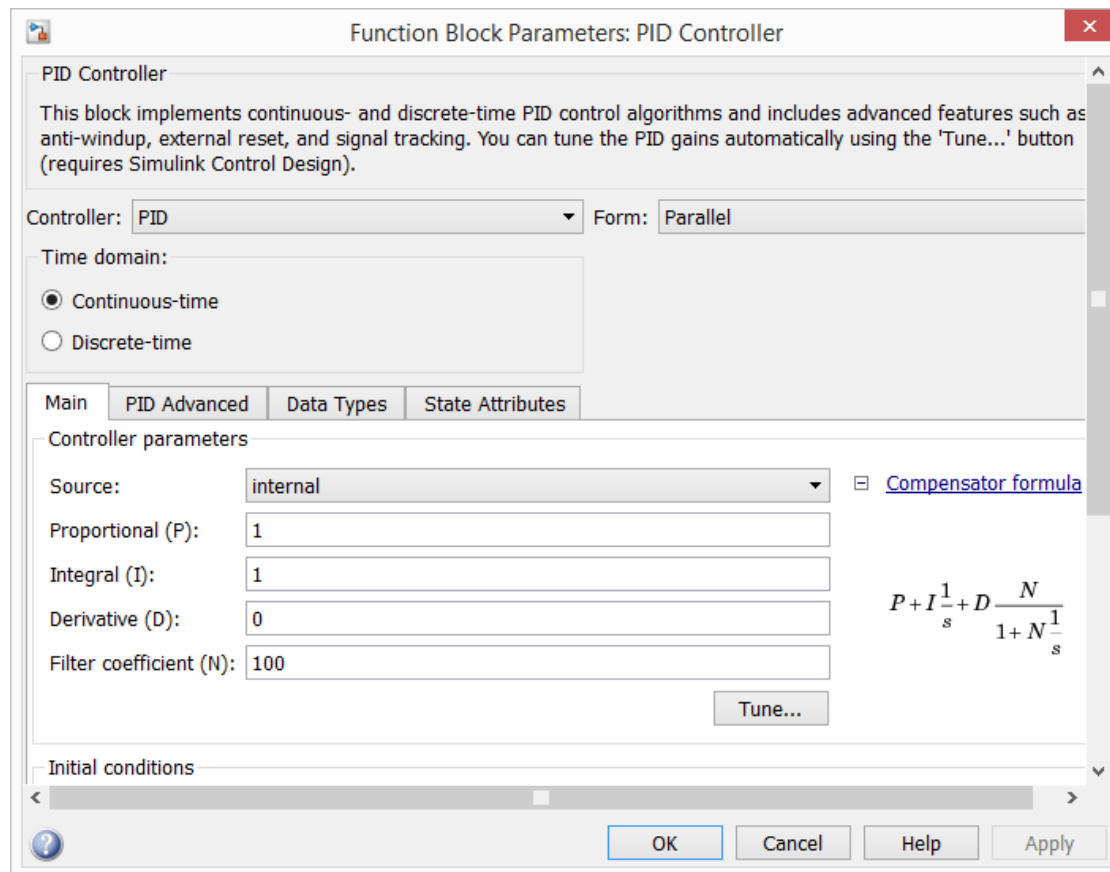 Function Block Parameters: PID Controller
PID Controller
This block implements continuous- and discrete-time PID control algorithms and includes advanced features such as
anti-windup, external reset, and signal tracking. You can tune the PID gains automatically using the 'Tune...' button
(requires Simulink Control Design).
Controller: PID Form: Parallel
Time domain:
Continuous-time
Discrete-time
Main PID Advanced Data Types State Attributes
Controller parameters
Source: internal Compensator formula
Proportional (P): 1
Integral (I): 1
Derivative (D): 0
Filter coefficient (N): 100
P + I 1/s + D N/(1 + N 1/s)
Tune...
Initial conditions
OK Cancel Help Apply